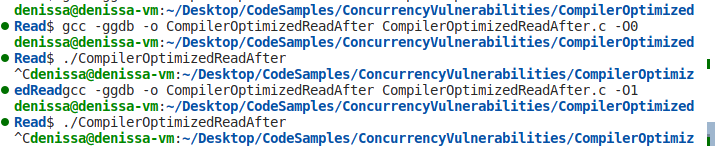 denissa@denissa-vm:~/Desktop/CodeSamples/ConcurrencyVulnerabilities/CompilerOptimized
Read$ gcc -ggdb -o CompilerOptimizedReadAfter CompilerOptimizedReadAfter.c -O0
denissa@denissa-vm:~/Desktop/CodeSamples/ConcurrencyVulnerabilities/CompilerOptimized
Read$ ./CompilerOptimizedReadAfter
^Cdenissa@denissa-vm:~/Desktop/CodeSamples/ConcurrencyVulnerabilities/CompilerOptimiz
edReadgcc -ggdb -o CompilerOptimizedReadAfter CompilerOptimizedReadAfter.c -O1
denissa@denissa-vm:~/Desktop/CodeSamples/ConcurrencyVulnerabilities/CompilerOptimized
Read$ ./CompilerOptimizedReadAfter
^Cdenissa@denissa-vm:~/Desktop/CodeSamples/ConcurrencyVulnerabilities/CompilerOptimiz